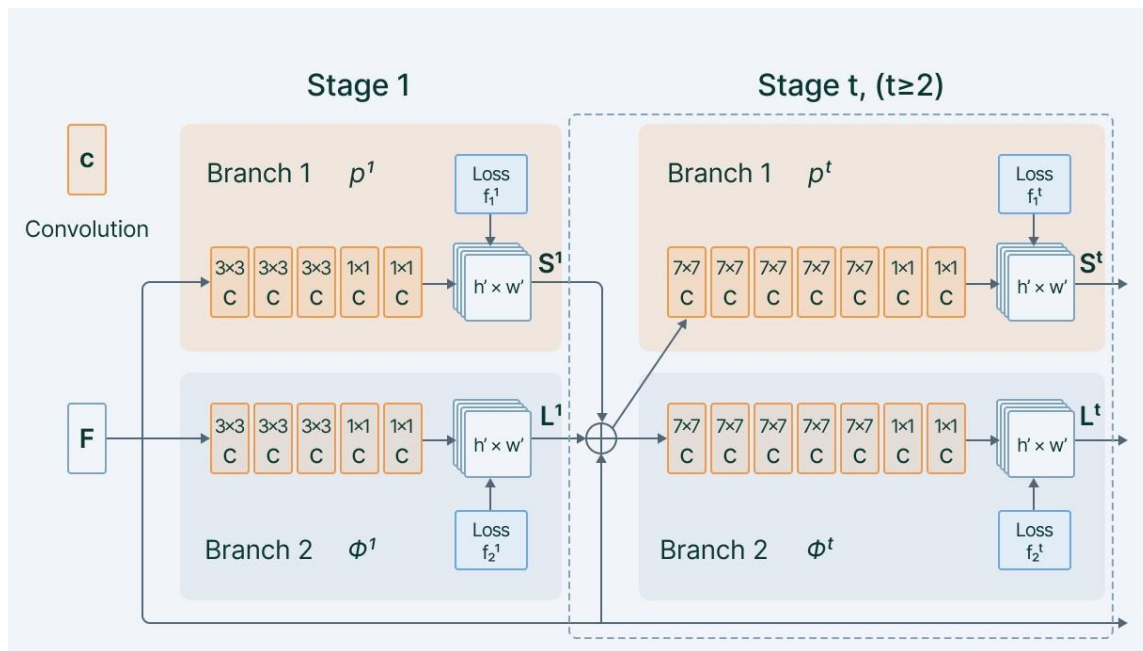 Stage 1
Stage t, (t≥2)
C
Convolution
Branch 1 p¹
Loss
f₁¹
3×3 3×3 3×3 1×1 1×1
C C C C C
h' × w'
S¹
Branch 1 pᵗ
Loss
f₁ᵗ
7×7 7×7 7×7 7×7 7×7 1×1 1×1
C C C C C C C
h' × w'
Sᵗ
F
3×3 3×3 3×3 1×1 1×1
C C C C C
h' × w'
L¹
Branch 2 Φ¹
Loss
f₂¹
7×7 7×7 7×7 7×7 7×7 1×1 1×1
C C C C C C C
h' × w'
Lᵗ
Branch 2 Φᵗ
Loss
f₂ᵗ